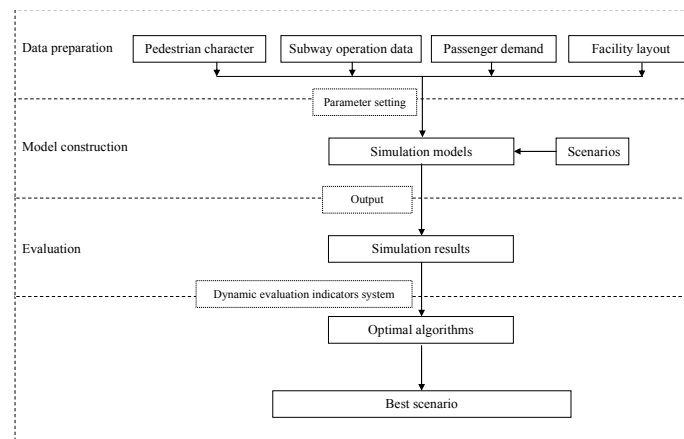 Data preparation
Pedestrian character
Subway operation data
Passenger demand
Facility layout
Parameter setting
Model construction
Simulation models
Scenarios
Output
Evaluation
Simulation results
Dynamic evaluation indicators system
Optimal algorithms
Best scenario